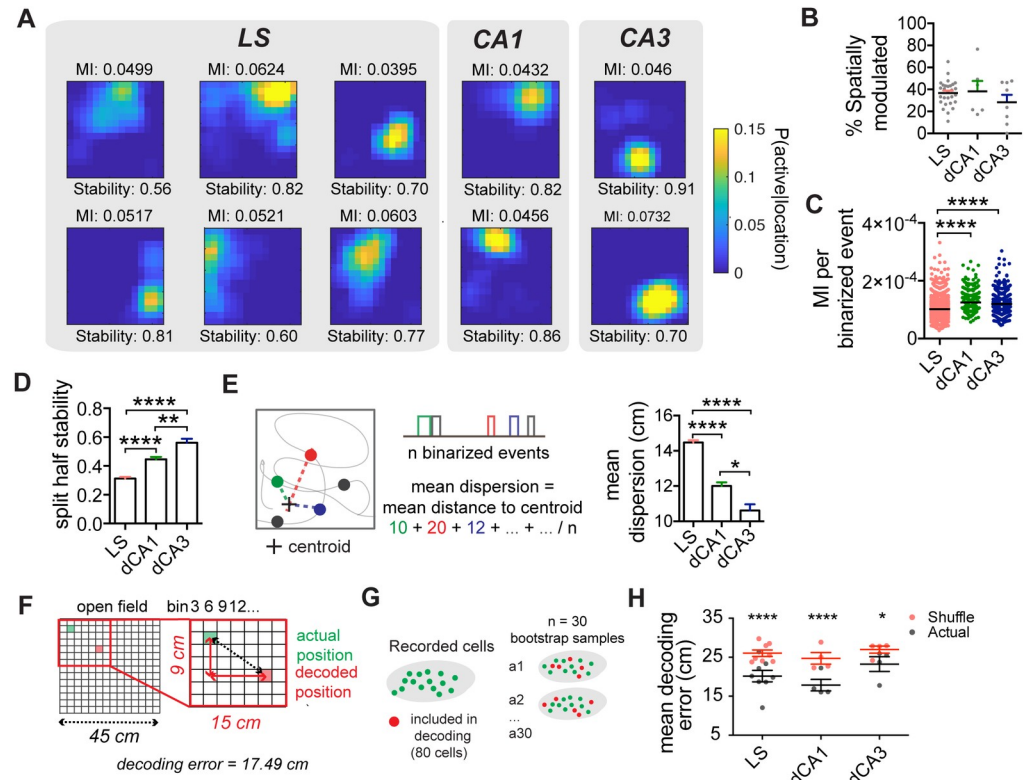 A
LS
CA1
CA3
MI: 0.0499
MI: 0.0624
MI: 0.0395
MI: 0.0432
MI: 0.046
Stability: 0.56
Stability: 0.82
Stability: 0.70
Stability: 0.82
Stability: 0.91
MI: 0.0517
MI: 0.0521
MI: 0.0603
MI: 0.0456
MI: 0.0732
Stability: 0.81
Stability: 0.60
Stability: 0.77
Stability: 0.86
Stability: 0.70
0.15
0
P(active|location)
B
% Spatially
modulated
100
80
60
40
20
0
LS
dCA1
dCA3
C
MI per
binarized event
****
****
4×10⁻⁴
2×10⁻⁴
0
LS
dCA1
dCA3
D
split half stability
****
**
****
0.8
0.6
0.4
0.2
0.0
LS
dCA1
dCA3
E
n binarized events
mean dispersion =
mean distance to centroid
10 + 20 + 12 + ... + ... / n
+ centroid
mean
dispersion (cm)
****
****
*
16
14
12
10
LS
dCA1
dCA3
F
open field
bin 3 6 9 12...
9 cm
actual
position
decoded
position
15 cm
45 cm
decoding error = 17.49 cm
G
Recorded cells
n = 30
bootstrap samples
a1
a2
...
a30
included in
decoding
(80 cells)
H
mean decoding
error (cm)
35
25
15
5
****
****
*
Shuffle
Actual
LS
dCA1
dCA3